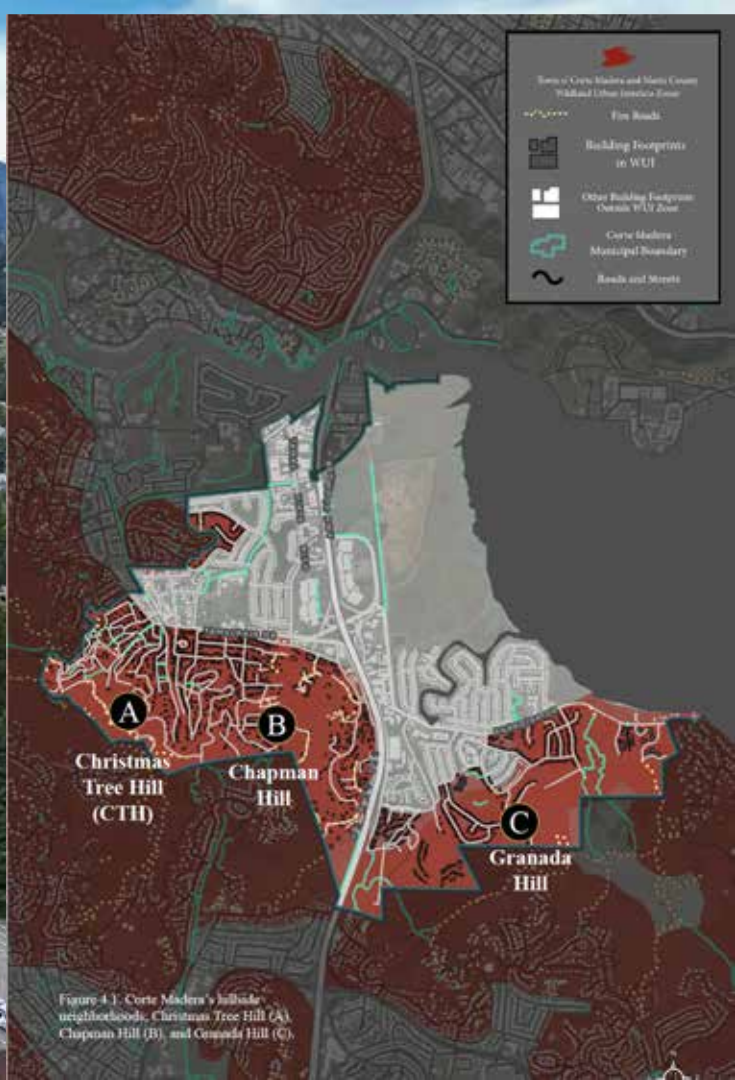 Town of Corte Madera and Marin County
Wildland Urban Interface Zones
Fire Roads
Building Footprints
in WUI
Other Building Footprints
Outside WUI Zone
Corte Madera
Municipal Boundary
Roads and Streets
A
B
Christmas
Tree Hill
(CTH)
Chapman
Hill
C
Granada
Hill
Figure 4.1. Corte Madera's hillside
neighborhoods: Christmas Tree Hill (A),
Chapman Hill (B), and Granada Hill (C).
N